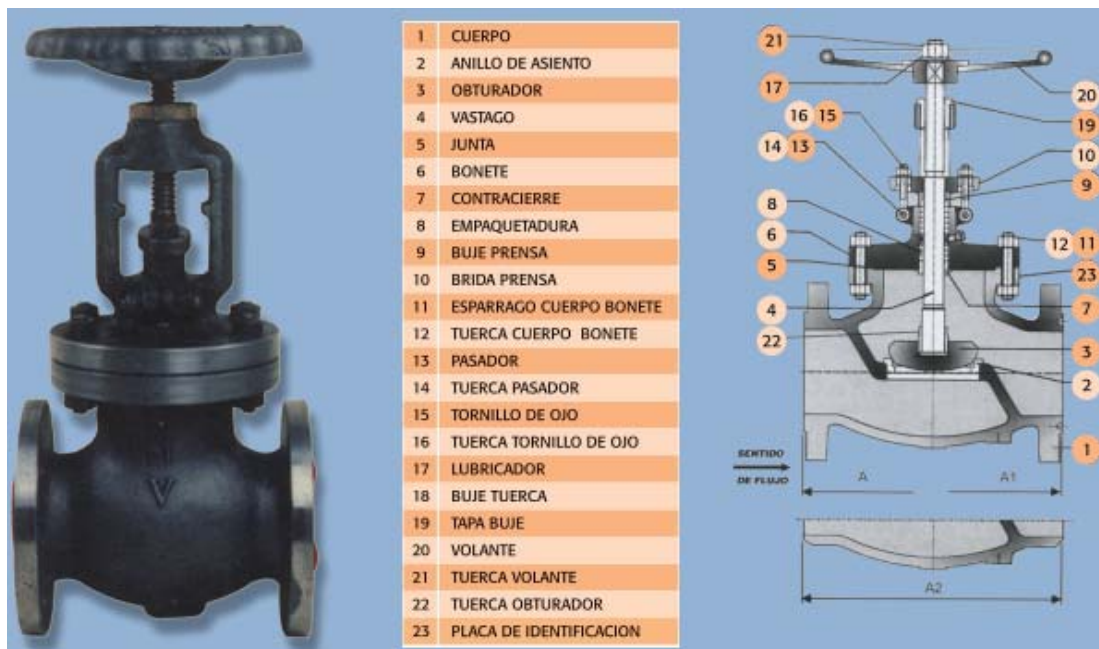 1 CUERPO
2 ANILLO DE ASIENTO
3 OBTURADOR
4 VASTAGO
5 JUNTA
6 BONETE
7 CONTRACIERRE
8 EMPAQUETADURA
9 BUJE PRENSA
10 BRIDA PRENSA
11 ESPARRAGO CUERPO BONETE
12 TUERCA CUERPO BONETE
13 PASADOR
14 TUERCA PASADOR
15 TORNILLO DE OJO
16 TUERCA TORNILLO DE OJO
17 LUBRICADOR
18 BUJE TUERCA
19 TAPA BUJE
20 VOLANTE
21 TUERCA VOLANTE
22 TUERCA OBTURADOR
23 PLACA DE IDENTIFICACION
21
17
20
16 15
19
14 13
10
9
8
6
12 11
5
23
4
7
22
3
2
1
SENTIDO
DE FLUJO
A A1
A2